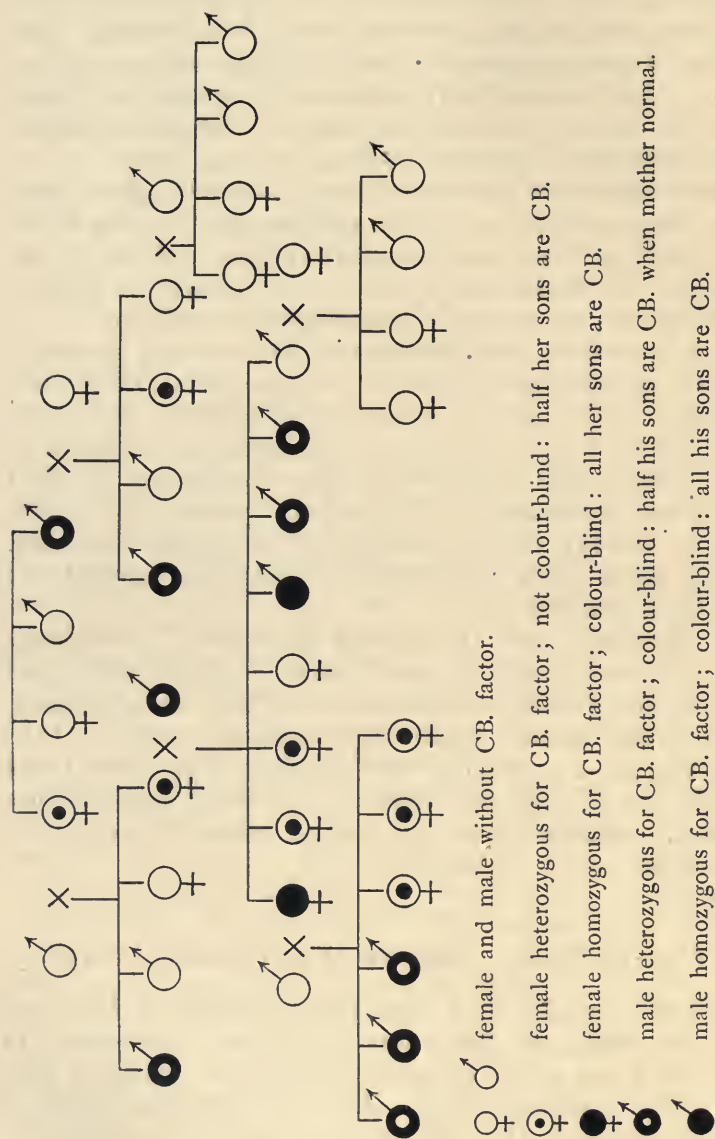 female and male without CB. factor.
female heterozygous for CB. factor; not colour-blind: half her sons are CB.
female homozygous for CB. factor; colour-blind: all her sons are CB.
male heterozygous for CB. factor; colour-blind: half his sons are CB. when mother normal.
male homozygous for CB. factor; colour-blind: all his sons are CB.